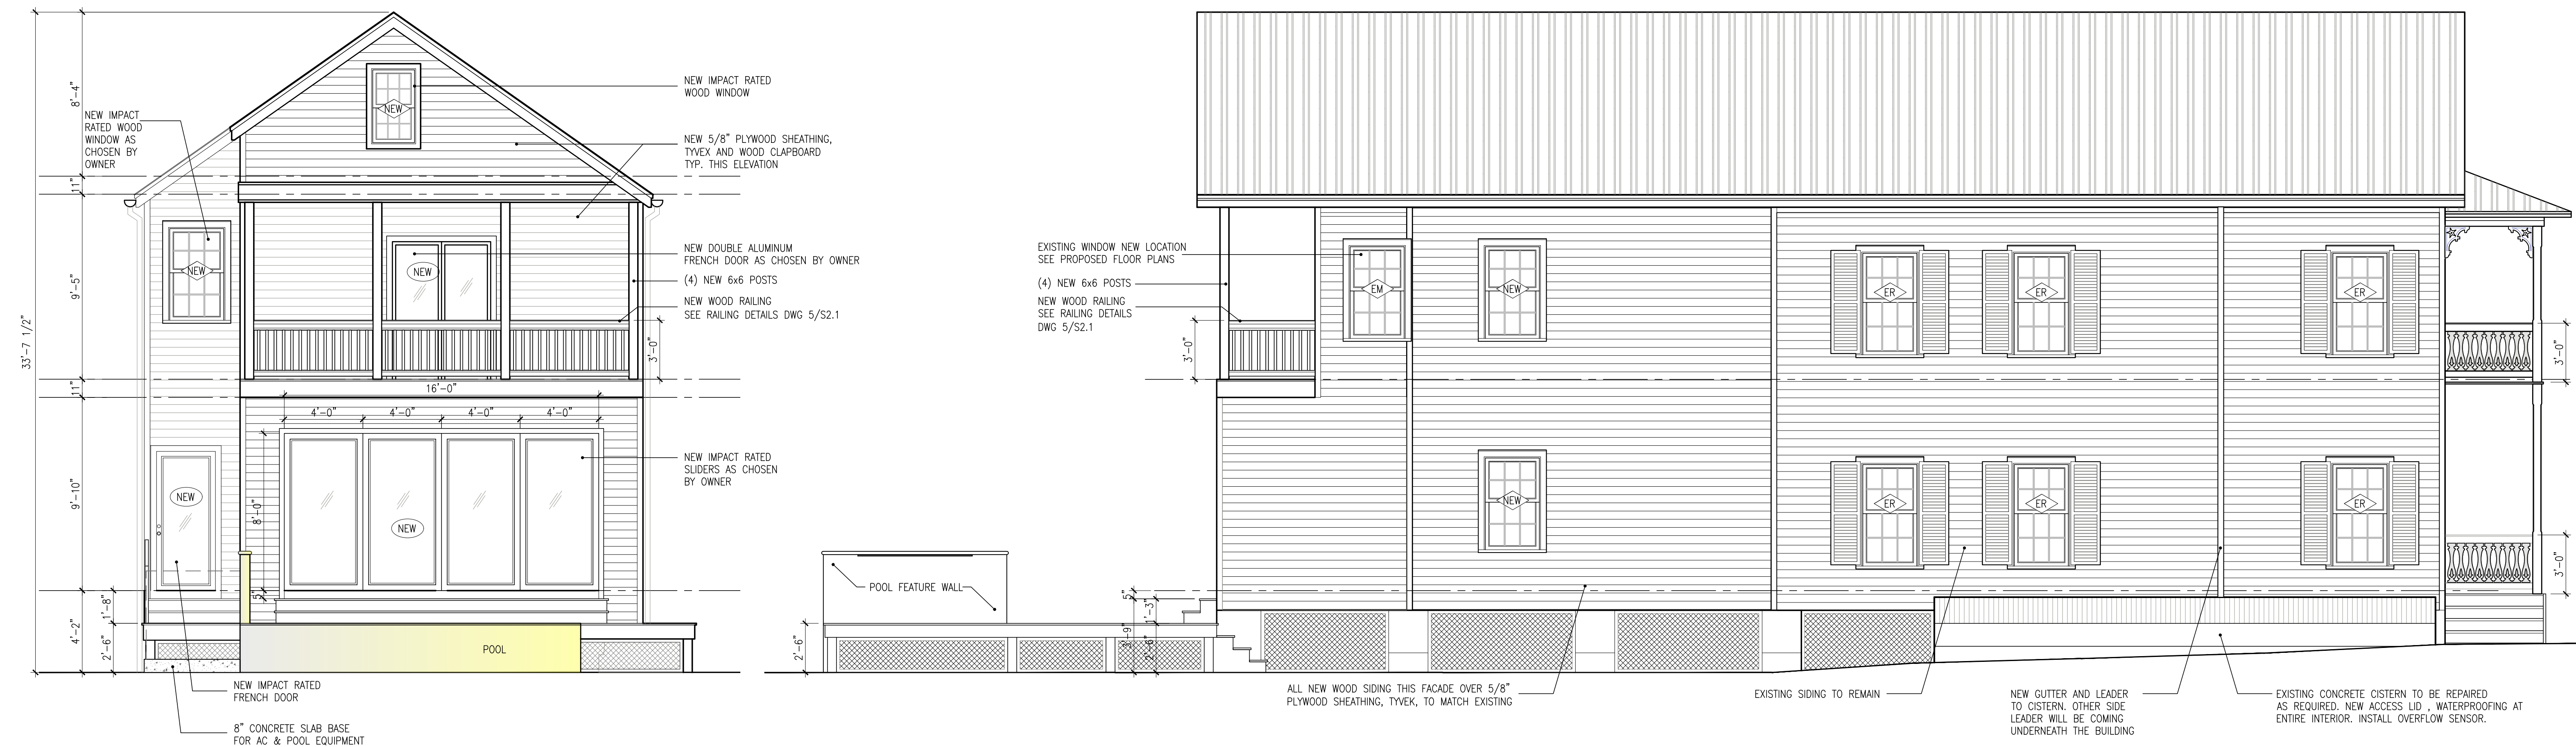 33'-7 1/2"
8'-4"
11"
9'-5"
11"
9'-10"
4'-2"
1'-8"
2'-6"
NEW IMPACT
RATED WOOD
WINDOW AS
CHOSEN BY
OWNER
NEW
NEW
NEW
NEW
NEW
NEW IMPACT RATED
WOOD WINDOW
NEW 5/8" PLYWOOD SHEATHING,
TYVEX AND WOOD CLAPBOARD
TYP. THIS ELEVATION
NEW DOUBLE ALUMINUM
FRENCH DOOR AS CHOSEN BY OWNER
(4) NEW 6x6 POSTS
NEW WOOD RAILING
SEE RAILING DETAILS DWG 5/S2.1
3'-0"
16'-0"
4'-0"
4'-0"
4'-0"
4'-0"
8'-0"
5"
NEW IMPACT RATED
SLIDERS AS CHOSEN
BY OWNER
POOL
NEW IMPACT RATED
FRENCH DOOR
8" CONCRETE SLAB BASE
FOR AC & POOL EQUIPMENT
EXISTING WINDOW NEW LOCATION
SEE PROPOSED FLOOR PLANS
(4) NEW 6x6 POSTS
NEW WOOD RAILING
SEE RAILING DETAILS
DWG 5/S2.1
3'-0"
EM
NEW
ER
ER
ER
3'-0"
NEW
ER
ER
ER
3'-0"
POOL FEATURE WALL
2'-6"
5"
3'-9"
1'-3"
2'-6"
ALL NEW WOOD SIDING THIS FACADE OVER 5/8"
PLYWOOD SHEATHING, TYVEK, TO MATCH EXISTING
EXISTING SIDING TO REMAIN
NEW GUTTER AND LEADER
TO CISTERN. OTHER SIDE
LEADER WILL BE COMING
UNDERNEATH THE BUILDING
EXISTING CONCRETE CISTERN TO BE REPAIRED
AS REQUIRED. NEW ACCESS LID , WATERPROOFING AT
ENTIRE INTERIOR. INSTALL OVERFLOW SENSOR.